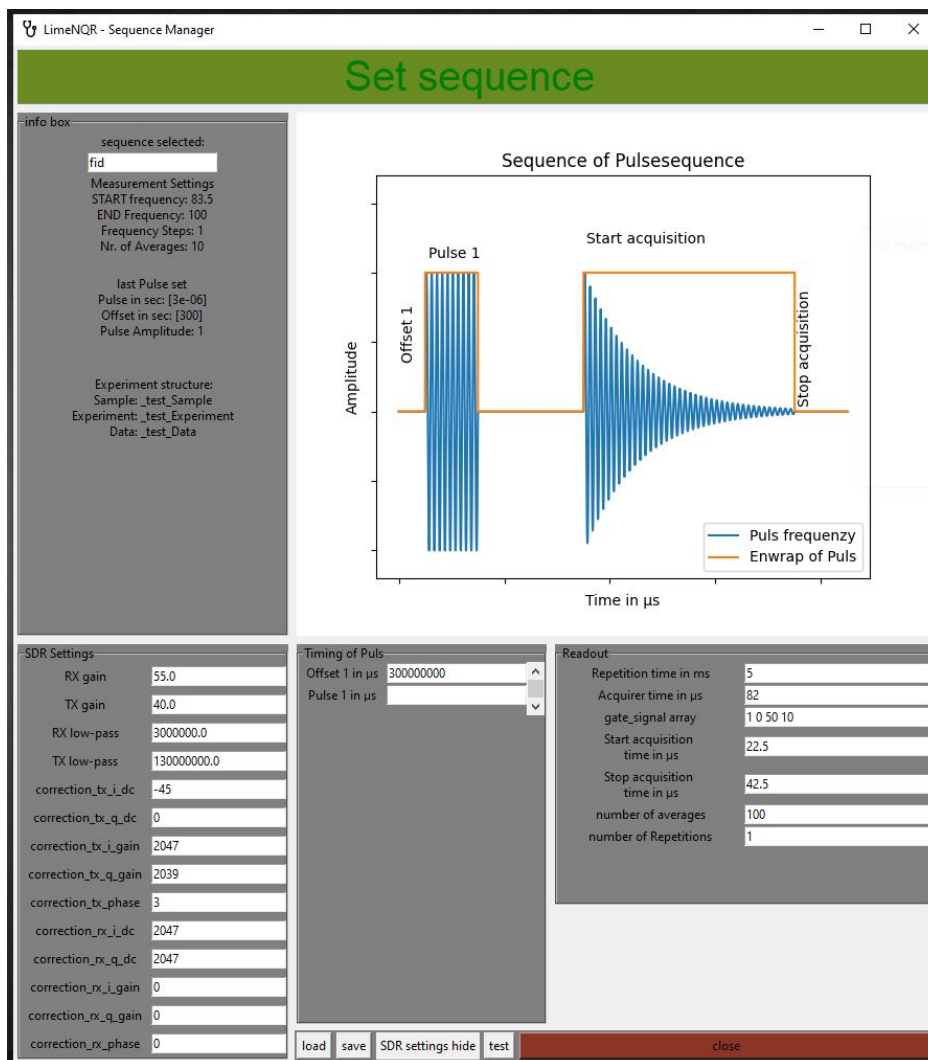 LimeNQR - Sequence Manager
Set sequence
info box
sequence selected:
fid
Measurement Settings
START frequency: 83.5
END Frequency: 100
Frequency Steps: 1
Nr. of Averages: 10
last Pulse set
Pulse in sec: [3e-06]
Offset in sec: [300]
Pulse Amplitude: 1
Experiment structure:
Sample: _test_Sample
Experiment: _test_Experiment
Data: _test_Data
Sequence of Pulsesequence
Start acquisition
Pulse 1
Offset 1
Stop acquisition
Amplitude
Puls frequenzy
Enwrap of Puls
Time in µs
SDR Settings
RX gain 55.0
TX gain 40.0
RX low-pass 3000000.0
TX low-pass 130000000.0
correction_tx_i_dc -45
correction_tx_q_dc 0
correction_tx_i_gain 2047
correction_tx_q_gain 2039
correction_tx_phase 3
correction_rx_i_dc 2047
correction_rx_q_dc 2047
correction_rx_i_gain 0
correction_rx_q_gain 0
correction_rx_phase 0
Timing of Puls
Offset 1 in µs 300000000
Pulse 1 in µs
Readout
Repetition time in ms 5
Acquirer time in µs 82
gate_signal array 1 0 50 10
Start acquisition
time in µs 22.5
Stop acquisition
time in µs 42.5
number of averages 100
number of Repetitions 1
load save SDR settings hide test close